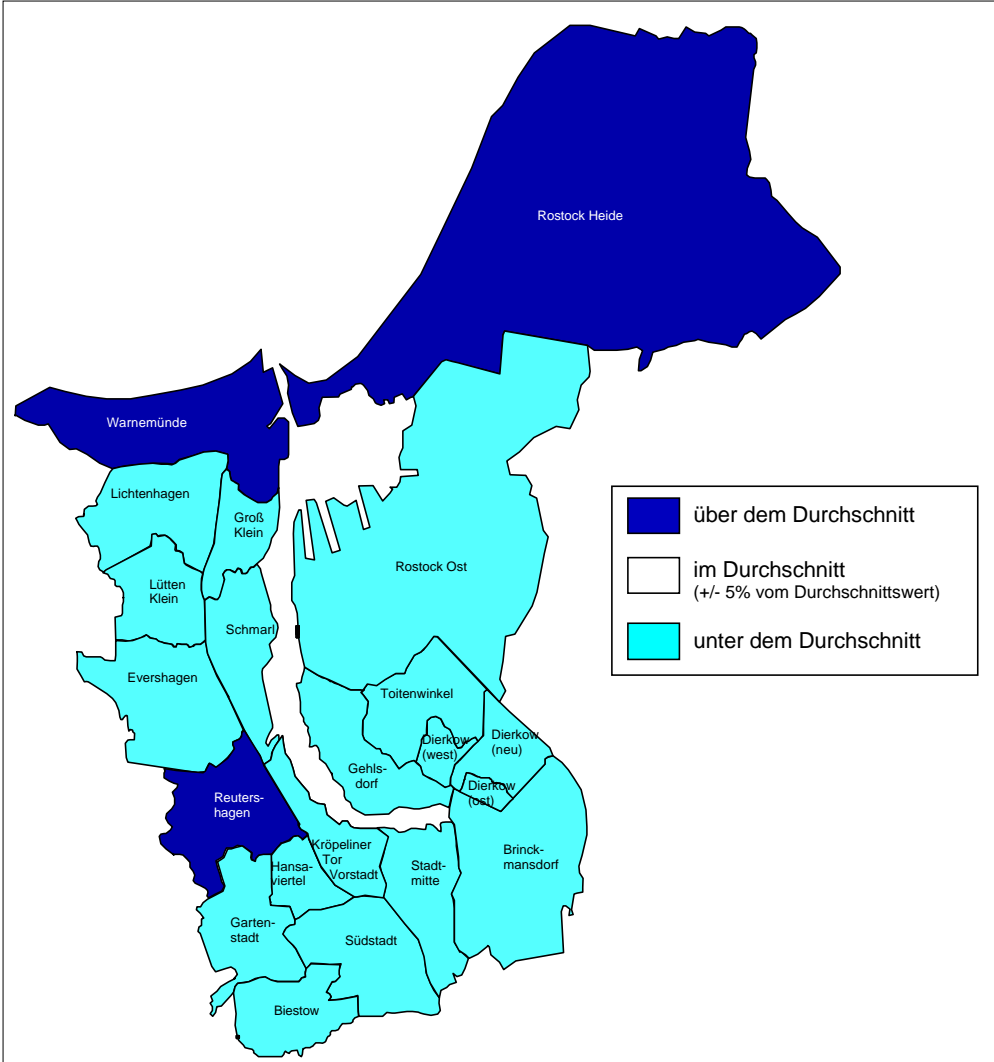 Rostock Heide
Warnemünde
Lichtenhagen
Groß
Klein
Rostock Ost
Lütten
Klein
Schmarl
Evershagen
Toitenwinkel
Dierkow
(west)
Dierkow
(neu)
Gehls-
dorf
Dierkow
(ost)
Reuters-
hagen
Kröpeliner
Tor
Vorstadt
Hansa-
viertel
Stadt-
mitte
Brinck-
mansdorf
Garten-
stadt
Südstadt
Biestow
über dem Durchschnitt
im Durchschnitt
(+/- 5% vom Durchschnittswert)
unter dem Durchschnitt